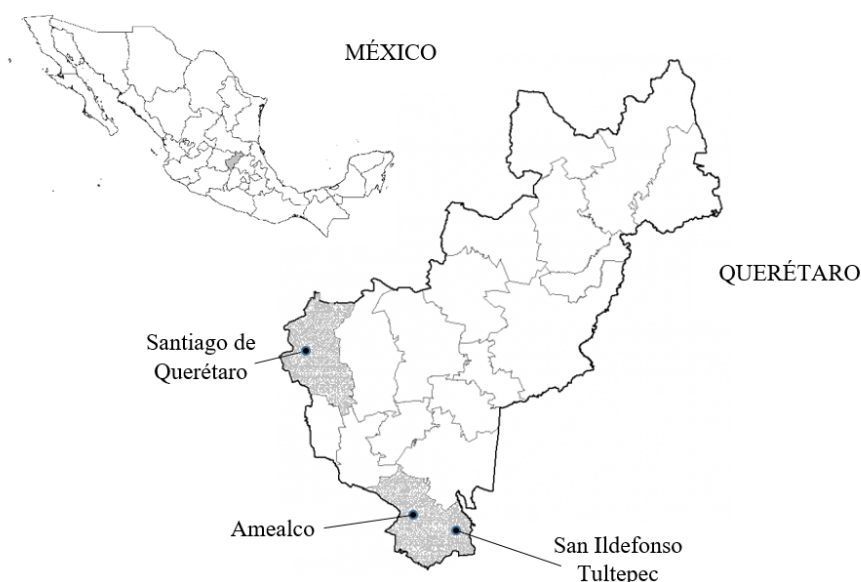 MÉXICO
QUERÉTARO
Santiago de
Querétaro
Amealco
San Ildefonso
Tultepec